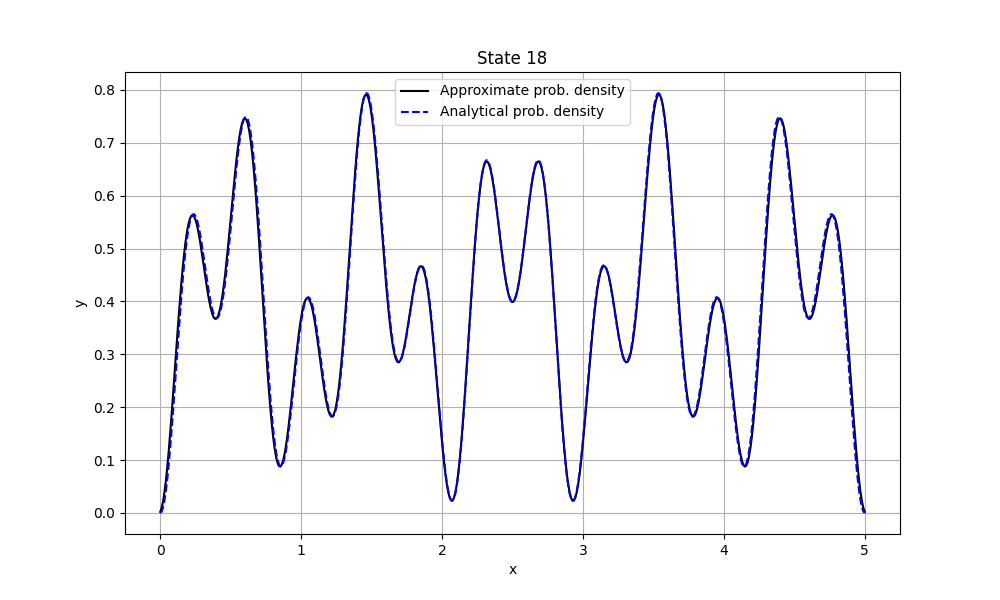 State 18
Approximate prob. density
Analytical prob. density
y
0.8
0.7
0.6
0.5
0.4
0.3
0.2
0.1
0.0
0 1 2 3 4 5
x